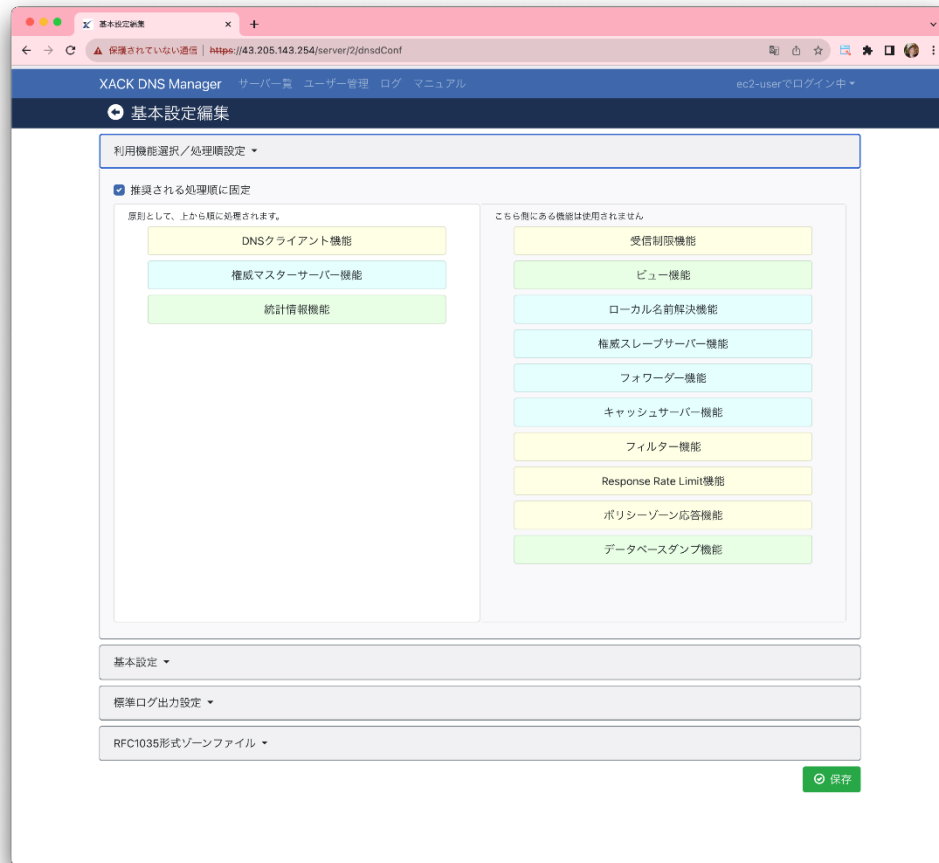 基本設定編集
保護されていない通信 | https://43.205.143.254/server/2/dnsdConf
XACK DNS Manager サーバ一覧 ユーザー管理 ログ マニュアル ec2-userでログイン中
基本設定編集
利用機能選択／処理順設定
推奨される処理順に固定
原則として、上から順に処理されます。
DNSクライアント機能
権威マスターサーバー機能
統計情報機能
こちら側にある機能は使用されません
受信制限機能
ビュー機能
ローカル名前解決機能
権威スレーブサーバー機能
フォワーダー機能
キャッシュサーバー機能
フィルター機能
Response Rate Limit機能
ポリシーゾーン応答機能
データベースダンプ機能
基本設定
標準ログ出力設定
RFC1035形式ゾーンファイル
保存